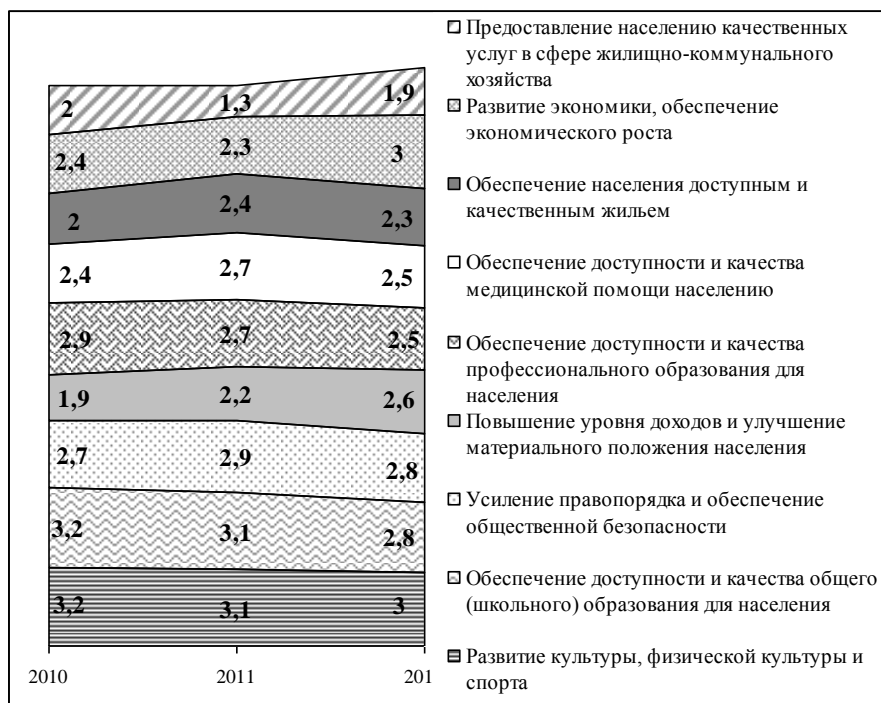 2 1,3 1,9
2,4 2,3 3
2 2,4 2,3
2,4 2,7 2,5
2,9 2,7 2,5
1,9 2,2 2,6
2,7 2,9 2,8
3,2 3,1 2,8
3,2 3,1 3
2010 2011 201
Предоставление населению качественных
услуг в сфере жилищно-коммунального
хозяйства
Развитие экономики, обеспечение
экономического роста
Обеспечение населения доступным и
качественным жильем
Обеспечение доступности и качества
медицинской помощи населению
Обеспечение доступности и качества
профессионального образования для
населения
Повышение уровня доходов и улучшение
материального положения населения
Усиление правопорядка и обеспечение
общественной безопасности
Обеспечение доступности и качества общего
(школьного) образования для населения
Развитие культуры, физической культуры и
спорта